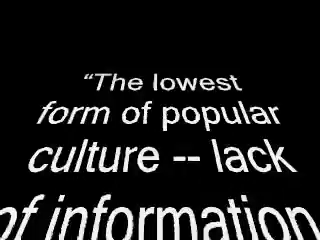 “The lowest
form of popular
culture -- lack
of information,